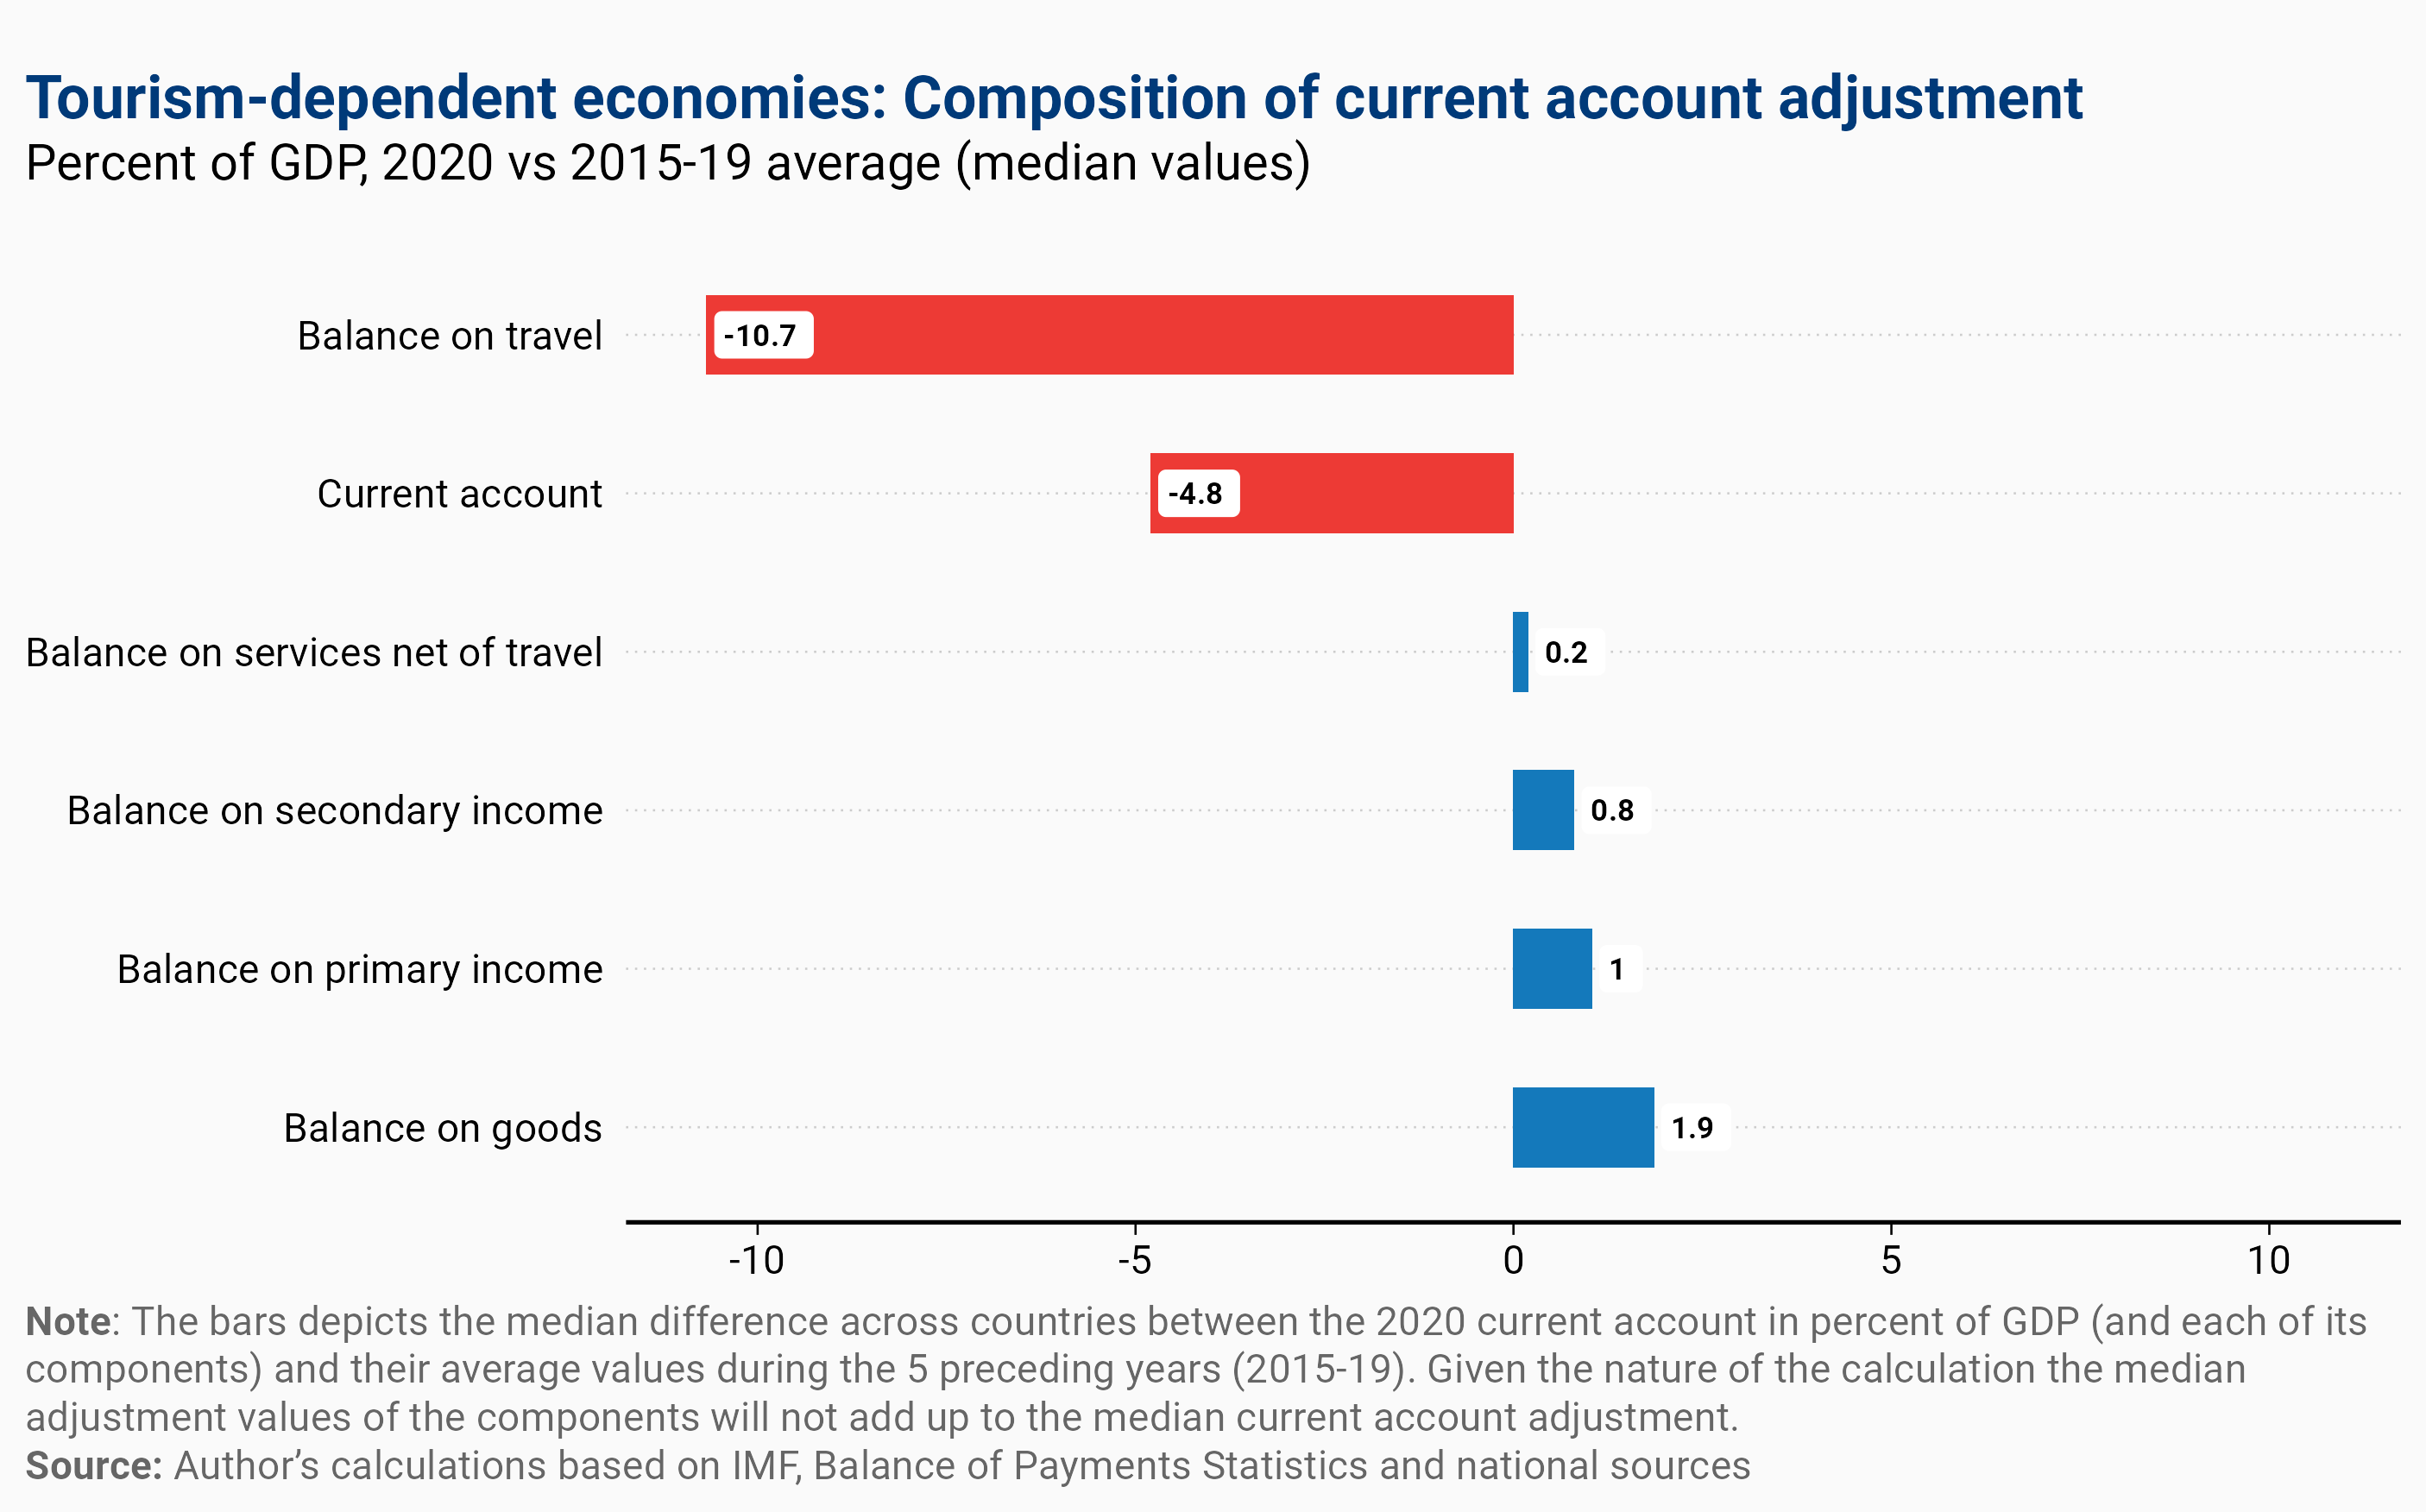 Tourism-dependent economies: Composition of current account adjustment
Percent of GDP, 2020 vs 2015-19 average (median values)
Balance on travel
-10.7
Current account
-4.8
Balance on services net of travel
0.2
Balance on secondary income
0.8
Balance on primary income
1
Balance on goods
1.9
-10 -5 0 5 10
Note: The bars depicts the median difference across countries between the 2020 current account in percent of GDP (and each of its
components) and their average values during the 5 preceding years (2015-19). Given the nature of the calculation the median
adjustment values of the components will not add up to the median current account adjustment.
Source: Author’s calculations based on IMF, Balance of Payments Statistics and national sources